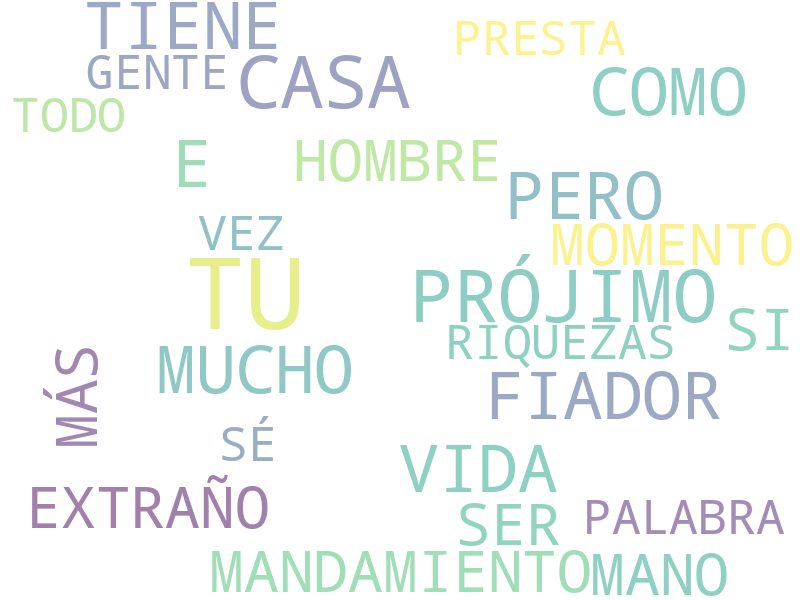 TIENE
PRESTA
GENTE
CASA
COMO
TODO
E
HOMBRE
PERO
VEZ
MOMENTO
TU
PRÓJIMO
SI
RIQUEZAS
MUCHO
MÁS
FIADOR
SÉ
VIDA
EXTRAÑO
SER
PALABRA
MANDAMIENTO
MANO